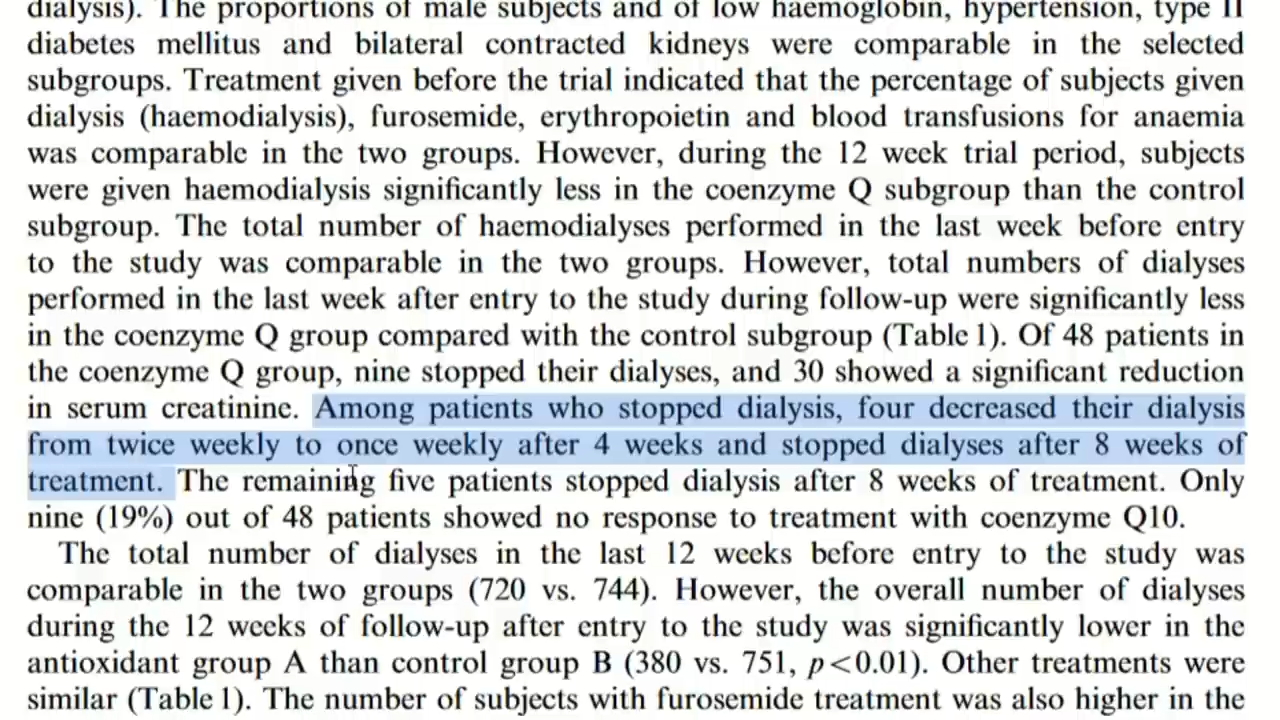 dialysis). The proportions of male subjects and of low haemoglobin, hypertension, type II
diabetes mellitus and bilateral contracted kidneys were comparable in the selected
subgroups. Treatment given before the trial indicated that the percentage of subjects given
dialysis (haemodialysis), furosemide, erythropoietin and blood transfusions for anaemia
was comparable in the two groups. However, during the 12 week trial period, subjects
were given haemodialysis significantly less in the coenzyme Q subgroup than the control
subgroup. The total number of haemodialyses performed in the last week before entry
to the study was comparable in the two groups. However, total numbers of dialyses
performed in the last week after entry to the study during follow-up were significantly less
in the coenzyme Q group compared with the control subgroup (Table 1). Of 48 patients in
the coenzyme Q group, nine stopped their dialyses, and 30 showed a significant reduction
in serum creatinine. Among patients who stopped dialysis, four decreased their dialysis
from twice weekly to once weekly after 4 weeks and stopped dialyses after 8 weeks of
treatment. The remaining five patients stopped dialysis after 8 weeks of treatment. Only
nine (19%) out of 48 patients showed no response to treatment with coenzyme Q10.
The total number of dialyses in the last 12 weeks before entry to the study was
comparable in the two groups (720 vs. 744). However, the overall number of dialyses
during the 12 weeks of follow-up after entry to the study was significantly lower in the
antioxidant group A than control group B (380 vs. 751, p<0.01). Other treatments were
similar (Table 1). The number of subjects with furosemide treatment was also higher in the